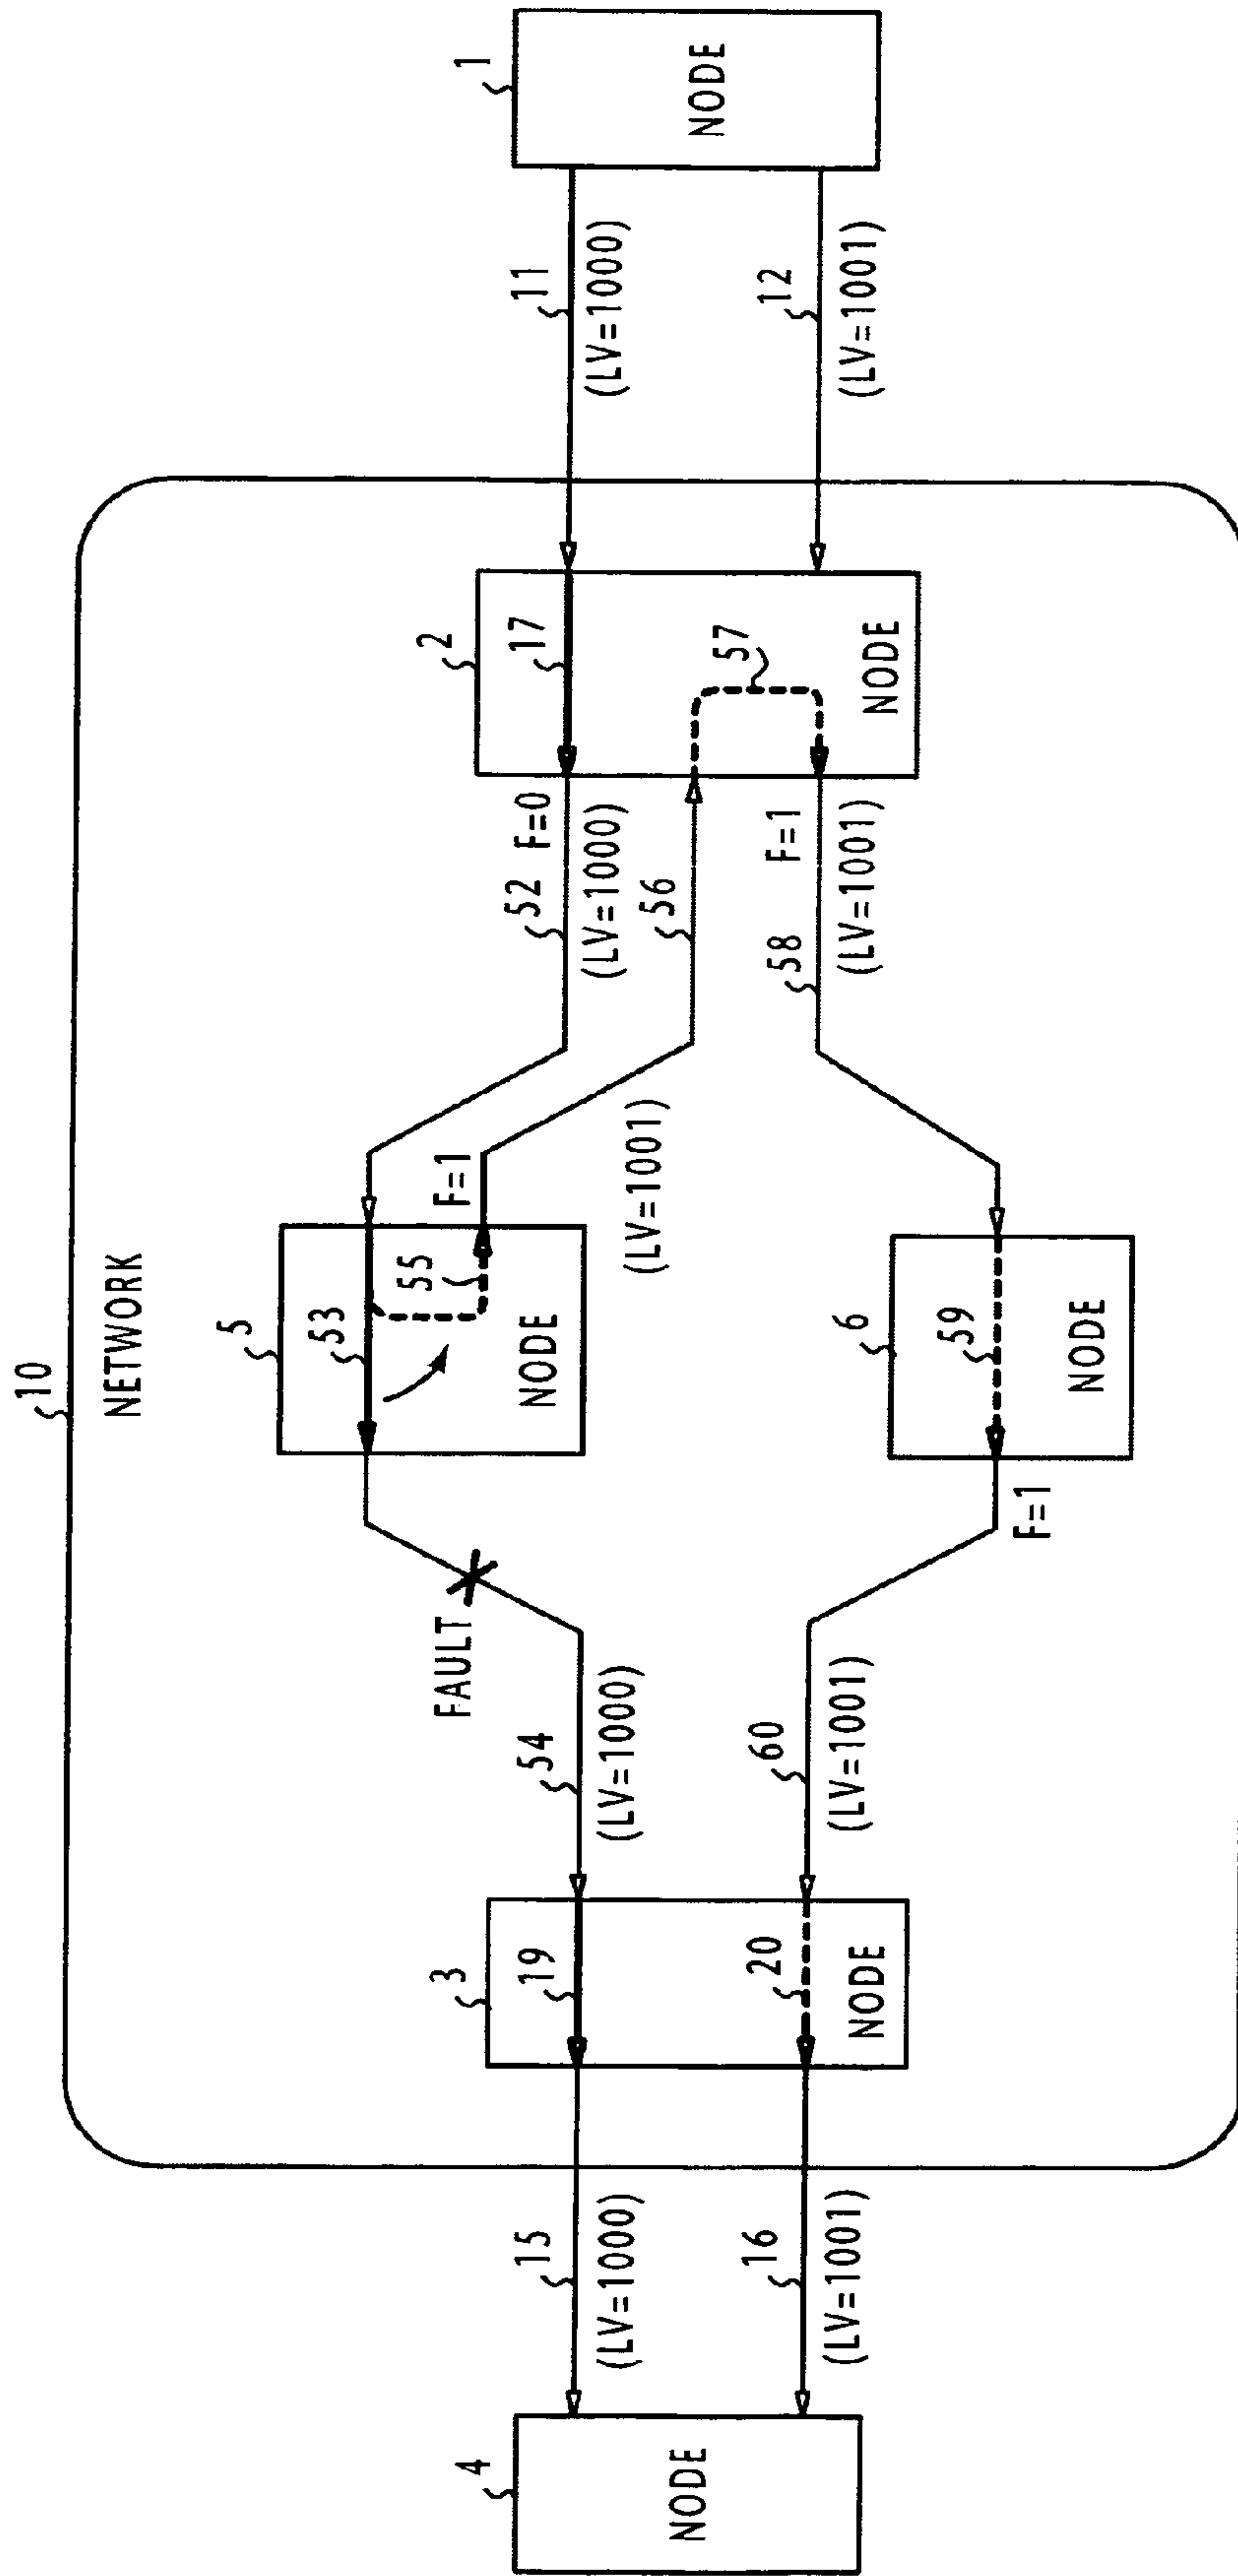 10
NETWORK
1
NODE
11
(LV=1000)
12
(LV=1001)
2
17
57
NODE
F=0
52
(LV=1000)
56
(LV=1001)
F=1
58
(LV=1001)
5
53
55
F=1
NODE
6
59
NODE
F=1
FAULT
54
(LV=1000)
60
(LV=1001)
3
19
20
NODE
15
(LV=1000)
16
(LV=1001)
4
NODE